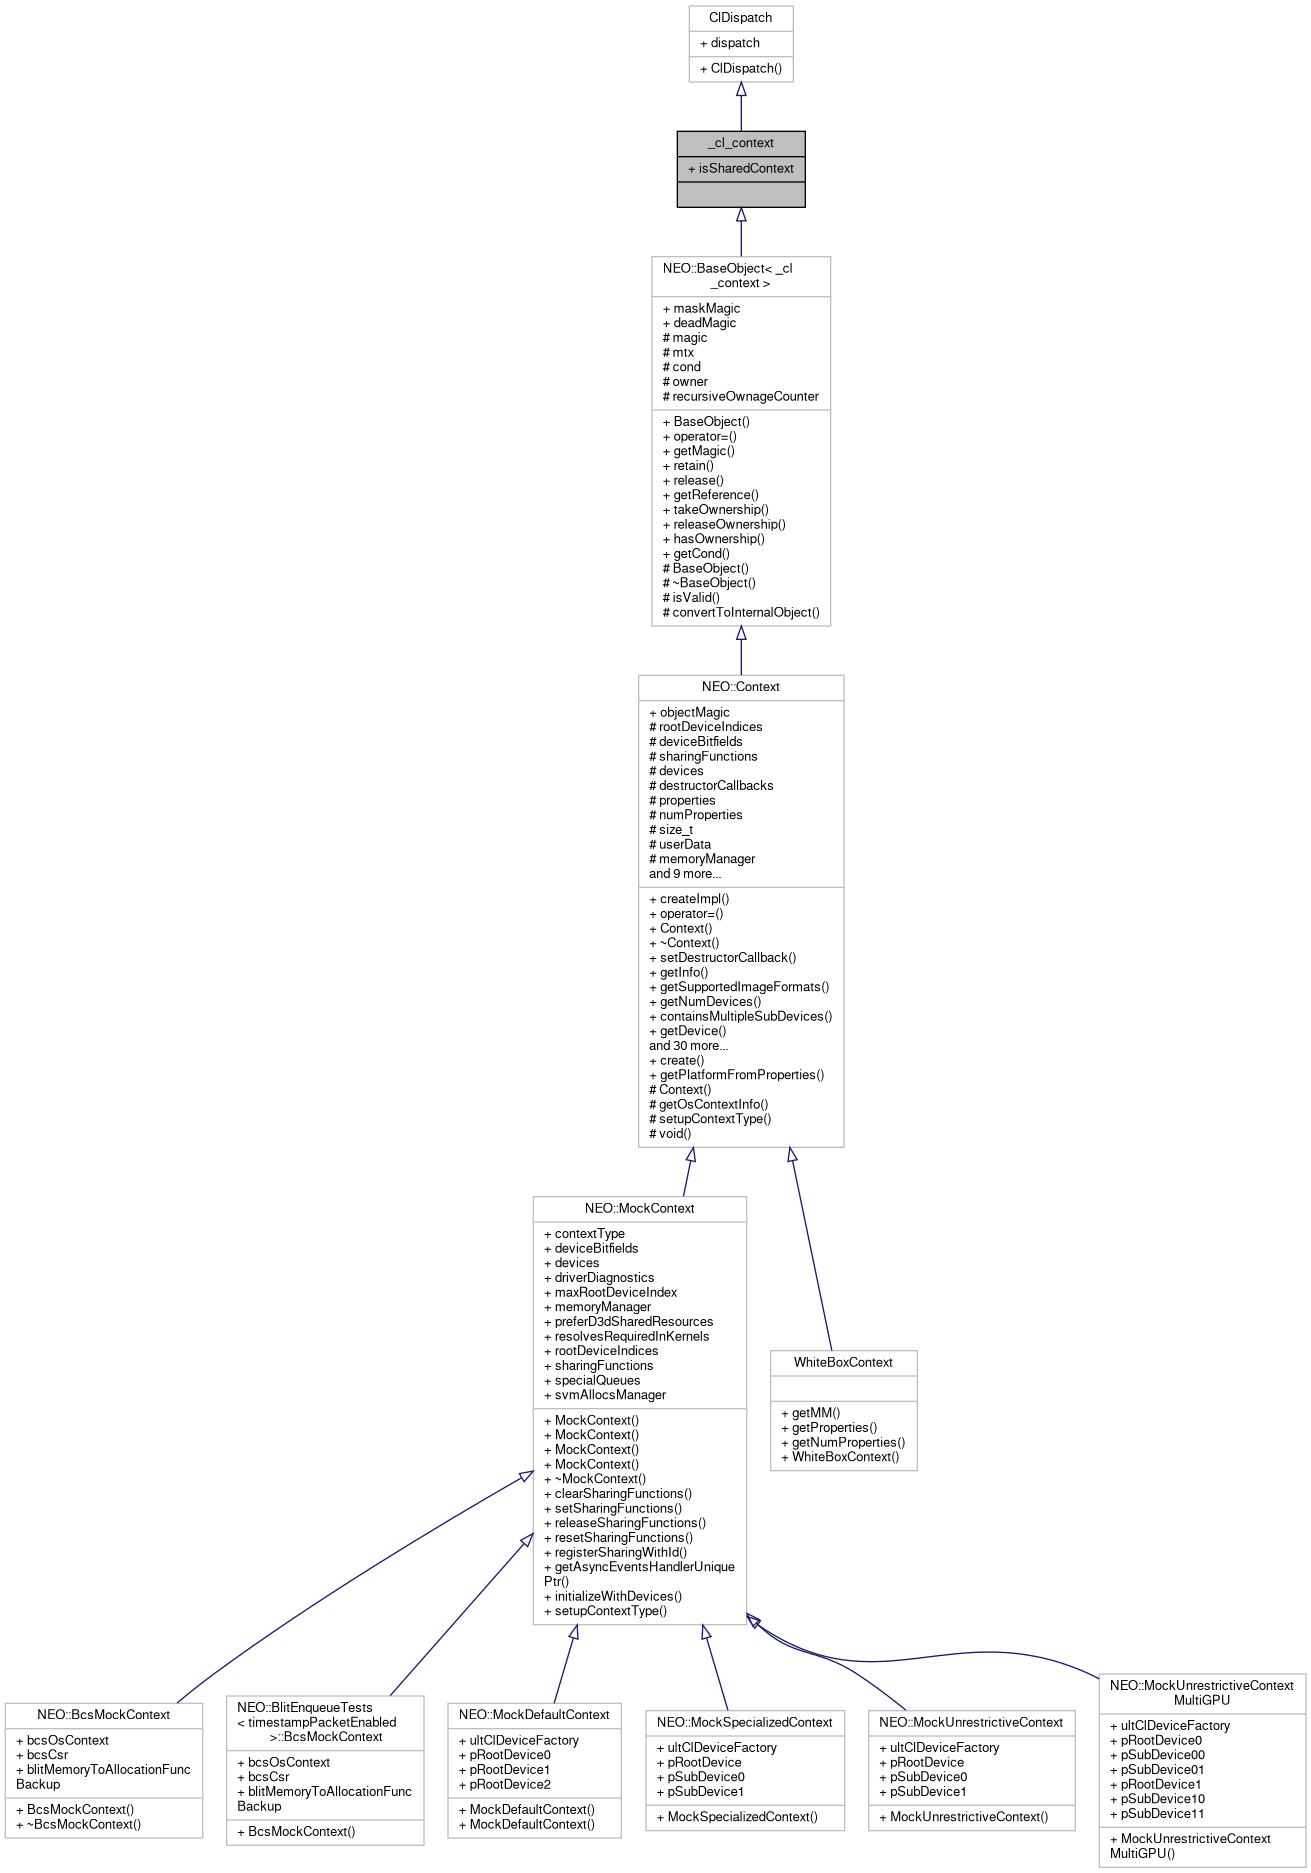 ClDispatch
+ dispatch
+ ClDispatch()
_cl_context
+ isSharedContext
NEO::BaseObject< _cl
_context >
+ maskMagic
+ deadMagic
# magic
# mtx
# cond
# owner
# recursiveOwnageCounter
+ BaseObject()
+ operator=()
+ getMagic()
+ retain()
+ release()
+ getReference()
+ takeOwnership()
+ releaseOwnership()
+ hasOwnership()
+ getCond()
# BaseObject()
# ~BaseObject()
# isValid()
# convertToInternalObject()
NEO::Context
+ objectMagic
# rootDeviceIndices
# deviceBitfields
# sharingFunctions
# devices
# destructorCallbacks
# properties
# numProperties
# size_t
# userData
# memoryManager
and 9 more...
+ createImpl()
+ operator=()
+ Context()
+ ~Context()
+ setDestructorCallback()
+ getInfo()
+ getSupportedImageFormats()
+ getNumDevices()
+ containsMultipleSubDevices()
+ getDevice()
and 30 more...
+ create()
+ getPlatformFromProperties()
# Context()
# getOsContextInfo()
# setupContextType()
# void()
NEO::MockContext
+ contextType
+ deviceBitfields
+ devices
+ driverDiagnostics
+ maxRootDeviceIndex
+ memoryManager
+ preferD3dSharedResources
+ resolvesRequiredInKernels
+ rootDeviceIndices
+ sharingFunctions
+ specialQueues
+ svmAllocsManager
+ MockContext()
+ MockContext()
+ MockContext()
+ MockContext()
+ ~MockContext()
+ clearSharingFunctions()
+ setSharingFunctions()
+ releaseSharingFunctions()
+ resetSharingFunctions()
+ registerSharingWithId()
+ getAsyncEventsHandlerUnique
Ptr()
+ initializeWithDevices()
+ setupContextType()
WhiteBoxContext
+ getMM()
+ getProperties()
+ getNumProperties()
+ WhiteBoxContext()
NEO::BcsMockContext
+ bcsOsContext
+ bcsCsr
+ blitMemoryToAllocationFunc
Backup
+ BcsMockContext()
+ ~BcsMockContext()
NEO::BlitEnqueueTests
< timestampPacketEnabled
>::BcsMockContext
+ bcsOsContext
+ bcsCsr
+ blitMemoryToAllocationFunc
Backup
+ BcsMockContext()
NEO::MockDefaultContext
+ ultClDeviceFactory
+ pRootDevice0
+ pRootDevice1
+ pRootDevice2
+ MockDefaultContext()
+ MockDefaultContext()
NEO::MockSpecializedContext
+ ultClDeviceFactory
+ pRootDevice
+ pSubDevice0
+ pSubDevice1
+ MockSpecializedContext()
NEO::MockUnrestrictiveContext
+ ultClDeviceFactory
+ pRootDevice
+ pSubDevice0
+ pSubDevice1
+ MockUnrestrictiveContext()
NEO::MockUnrestrictiveContext
MultiGPU
+ ultClDeviceFactory
+ pRootDevice0
+ pSubDevice00
+ pSubDevice01
+ pRootDevice1
+ pSubDevice10
+ pSubDevice11
+ MockUnrestrictiveContext
MultiGPU()